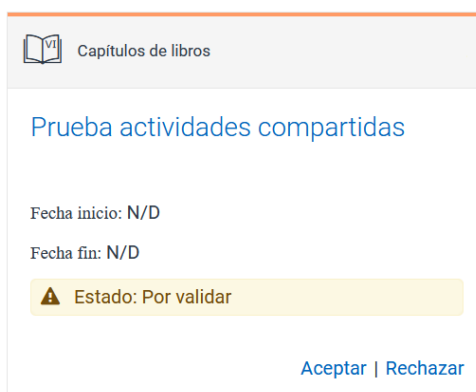 VI
Capítulos de libros
Prueba actividades compartidas
Fecha inicio: N/D
Fecha fin: N/D
Estado: Por validar
Aceptar | Rechazar